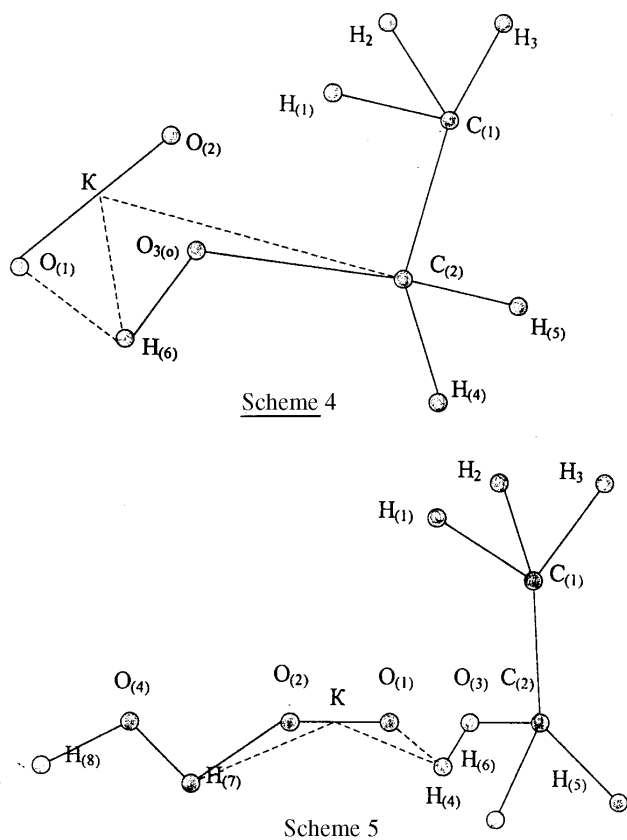 H₂
H₃
H₍₁₎
C₍₁₎
O₍₂₎
K
O₃₍ₒ₎
O₍₁₎
C₍₂₎
H₍₅₎
H₍₆₎
H₍₄₎
Scheme 4
H₂
H₃
H₍₁₎
C₍₁₎
O₍₄₎
O₍₂₎
K
O₍₁₎
O₍₃₎
C₍₂₎
H₍₈₎
H₍₇₎
H₍₆₎
H₍₅₎
H₍₄₎
Scheme 5